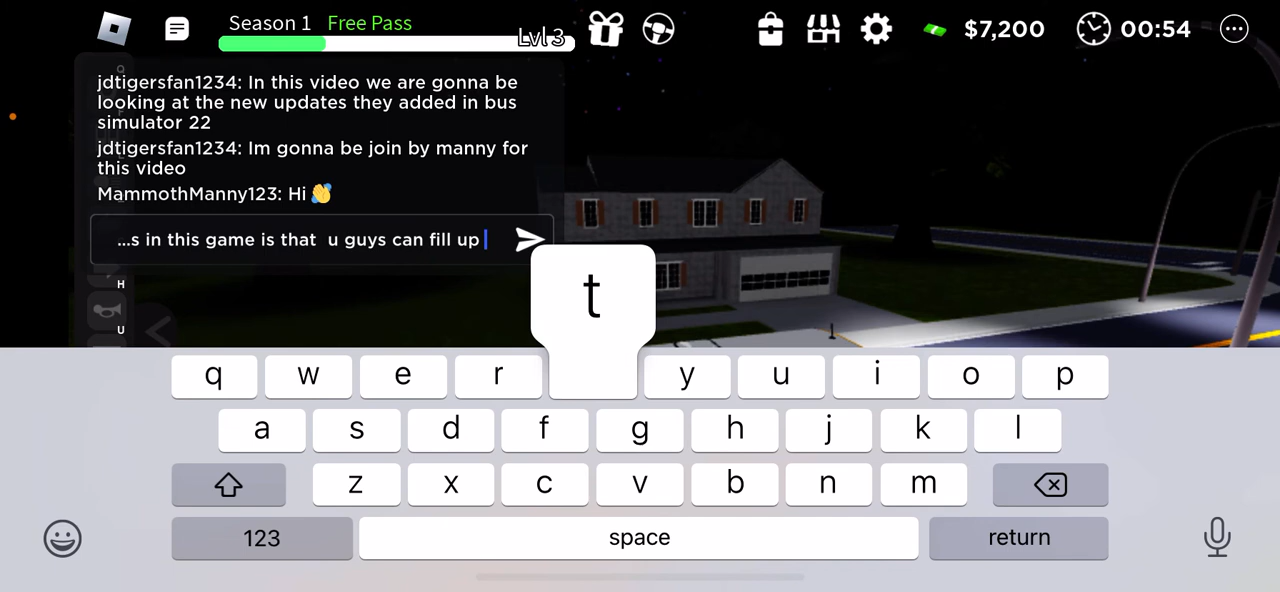 Season 1 Free Pass
Lvl 3
$7,200
00:54
jdtigersfan1234: In this video we are gonna be
looking at the new updates they added in bus
simulator 22
jdtigersfan1234: Im gonna be join by manny for
this video
MammothManny123: Hi 👋
...s in this game is that  u guys can fill up
H
U
t
q w e r y u i o p
a s d f g h j k l
z x c v b n m
123 space return